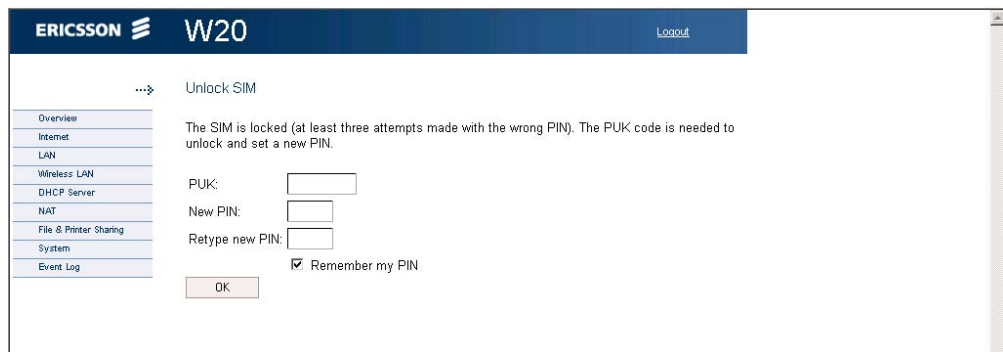 ERICSSON
W20
Logout
Unlock SIM
Overview
Internet
LAN
Wireless LAN
DHCP Server
NAT
File & Printer Sharing
System
Event Log
The SIM is locked (at least three attempts made with the wrong PIN). The PUK code is needed to
unlock and set a new PIN.
PUK:
New PIN:
Retype new PIN:
Remember my PIN
OK